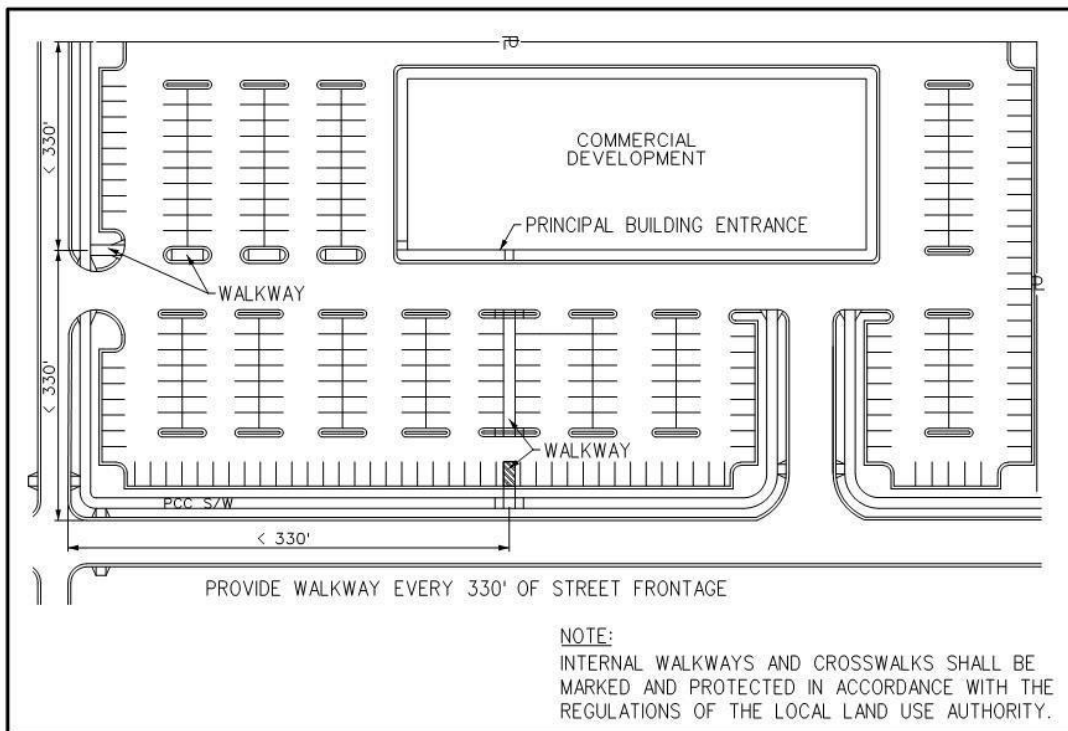 PL
< 330'
COMMERCIAL
DEVELOPMENT
PRINCIPAL BUILDING ENTRANCE
WALKWAY
PL
< 330'
WALKWAY
PCC S/W
< 330'
PROVIDE WALKWAY EVERY 330' OF STREET FRONTAGE
NOTE:
INTERNAL WALKWAYS AND CROSSWALKS SHALL BE
MARKED AND PROTECTED IN ACCORDANCE WITH THE
REGULATIONS OF THE LOCAL LAND USE AUTHORITY.